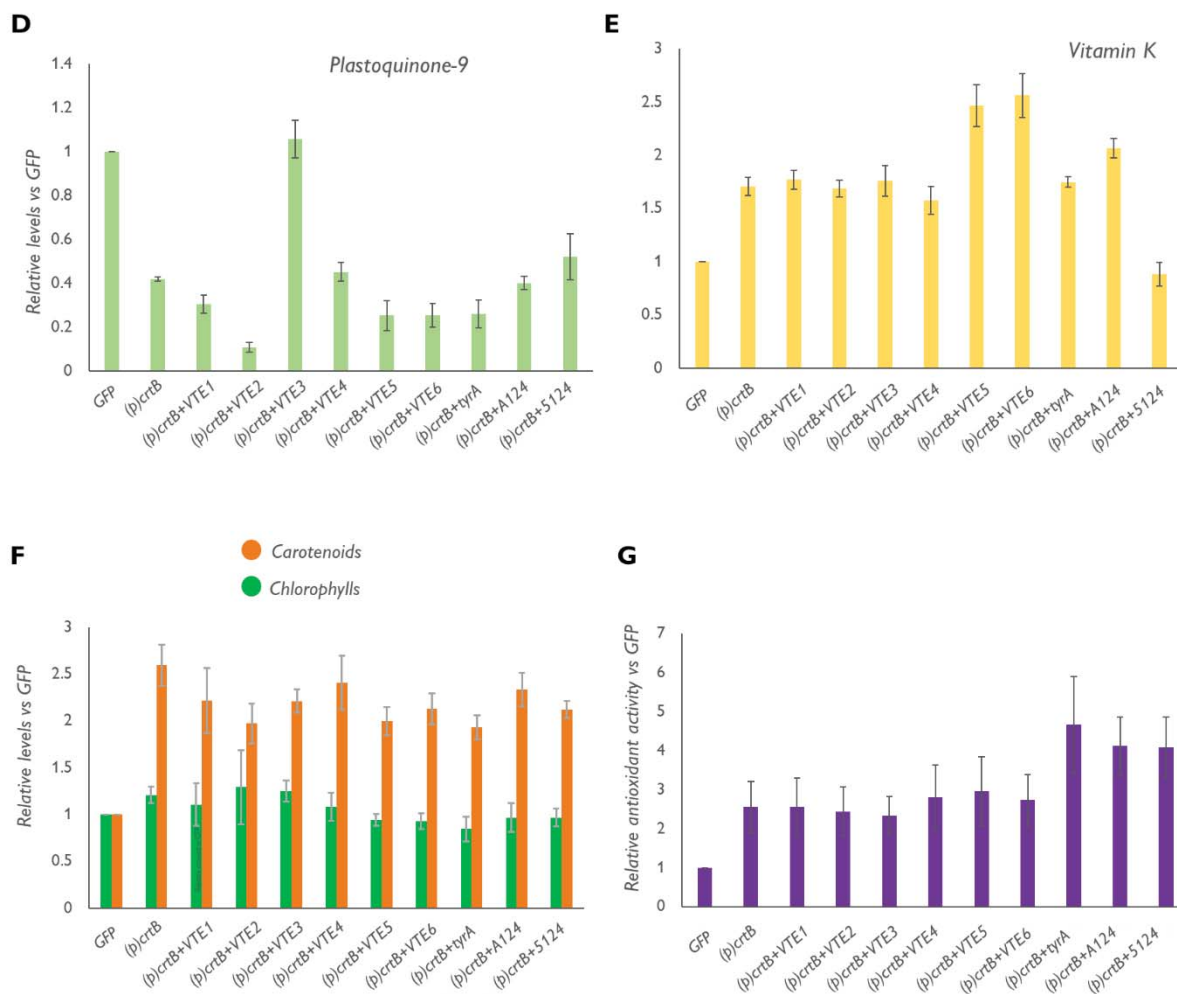 D
Plastoquinone-9
Relative levels vs GFP
1.4
1.2
1
0.8
0.6
0.4
0.2
0
GFP
(p)crtB
(p)crtB+VTE1
(p)crtB+VTE2
(p)crtB+VTE3
(p)crtB+VTE4
(p)crtB+VTE5
(p)crtB+VTE6
(p)crtB+tyrA
(p)crtB+A124
(p)crtB+5124
E
Vitamin K
3
2.5
2
1.5
1
0.5
0
GFP
(p)crtB
(p)crtB+VTE1
(p)crtB+VTE2
(p)crtB+VTE3
(p)crtB+VTE4
(p)crtB+VTE5
(p)crtB+VTE6
(p)crtB+tyrA
(p)crtB+A124
(p)crtB+5124
F
Carotenoids
Chlorophylls
Relative levels vs GFP
3
2.5
2
1.5
1
0.5
0
GFP
(p)crtB
(p)crtB+VTE1
(p)crtB+VTE2
(p)crtB+VTE3
(p)crtB+VTE4
(p)crtB+VTE5
(p)crtB+VTE6
(p)crtB+tyrA
(p)crtB+A124
(p)crtB+5124
G
Relative antioxidant activity vs GFP
7
6
5
4
3
2
1
0
GFP
(p)crtB
(p)crtB+VTE1
(p)crtB+VTE2
(p)crtB+VTE3
(p)crtB+VTE4
(p)crtB+VTE5
(p)crtB+VTE6
(p)crtB+tyrA
(p)crtB+A124
(p)crtB+5124